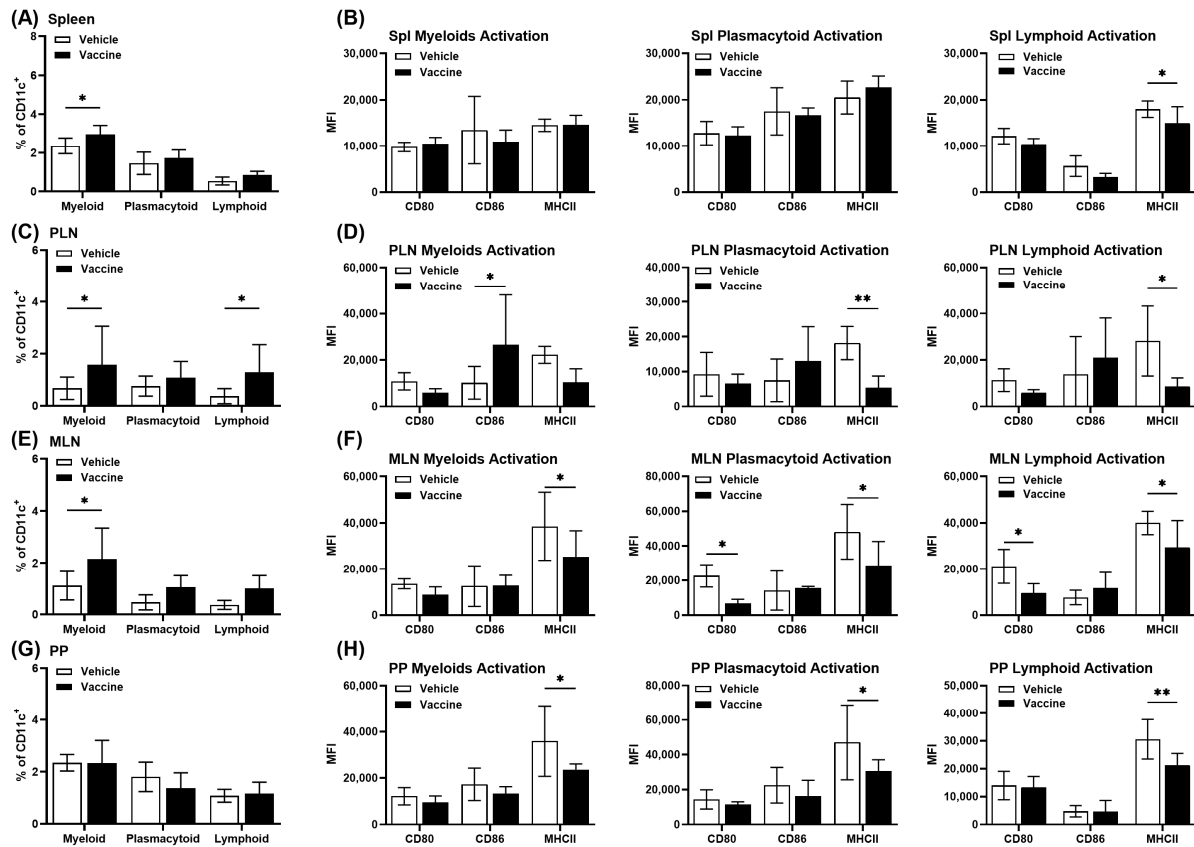 (A) Spleen
Vehicle
Vaccine
% of CD11c+
8
6
4
2
0
*
Myeloid Plasmacytoid Lymphoid
(B)
Spl Myeloids Activation
Vehicle
Vaccine
MFI
30,000
20,000
10,000
0
CD80 CD86 MHCII
Spl Plasmacytoid Activation
Vehicle
Vaccine
MFI
30,000
20,000
10,000
0
CD80 CD86 MHCII
Spl Lymphoid Activation
Vehicle
Vaccine
MFI
30,000
20,000
10,000
0
*
CD80 CD86 MHCII
(C) PLN
Vehicle
Vaccine
% of CD11c+
6
4
2
0
* *
Myeloid Plasmacytoid Lymphoid
(D)
PLN Myeloids Activation
Vehicle
Vaccine
MFI
60,000
40,000
20,000
0
*
CD80 CD86 MHCII
PLN Plasmacytoid Activation
Vehicle
Vaccine
MFI
40,000
30,000
20,000
10,000
0
**
CD80 CD86 MHCII
PLN Lymphoid Activation
Vehicle
Vaccine
MFI
60,000
40,000
20,000
0
*
CD80 CD86 MHCII
(E) MLN
Vehicle
Vaccine
% of CD11c+
6
4
2
0
*
Myeloid Plasmacytoid Lymphoid
(F)
MLN Myeloids Activation
Vehicle
Vaccine
MFI
60,000
40,000
20,000
0
*
CD80 CD86 MHCII
MLN Plasmacytoid Activation
Vehicle
Vaccine
MFI
80,000
60,000
40,000
20,000
0
* *
CD80 CD86 MHCII
MLN Lymphoid Activation
Vehicle
Vaccine
MFI
60,000
40,000
20,000
0
* *
CD80 CD86 MHCII
(G) PP
Vehicle
Vaccine
% of CD11c+
6
4
2
0
Myeloid Plasmacytoid Lymphoid
(H)
PP Myeloids Activation
Vehicle
Vaccine
MFI
60,000
40,000
20,000
0
*
CD80 CD86 MHCII
PP Plasmacytoid Activation
Vehicle
Vaccine
MFI
80,000
60,000
40,000
20,000
0
*
CD80 CD86 MHCII
PP Lymphoid Activation
Vehicle
Vaccine
MFI
50,000
40,000
30,000
20,000
10,000
0
**
CD80 CD86 MHCII